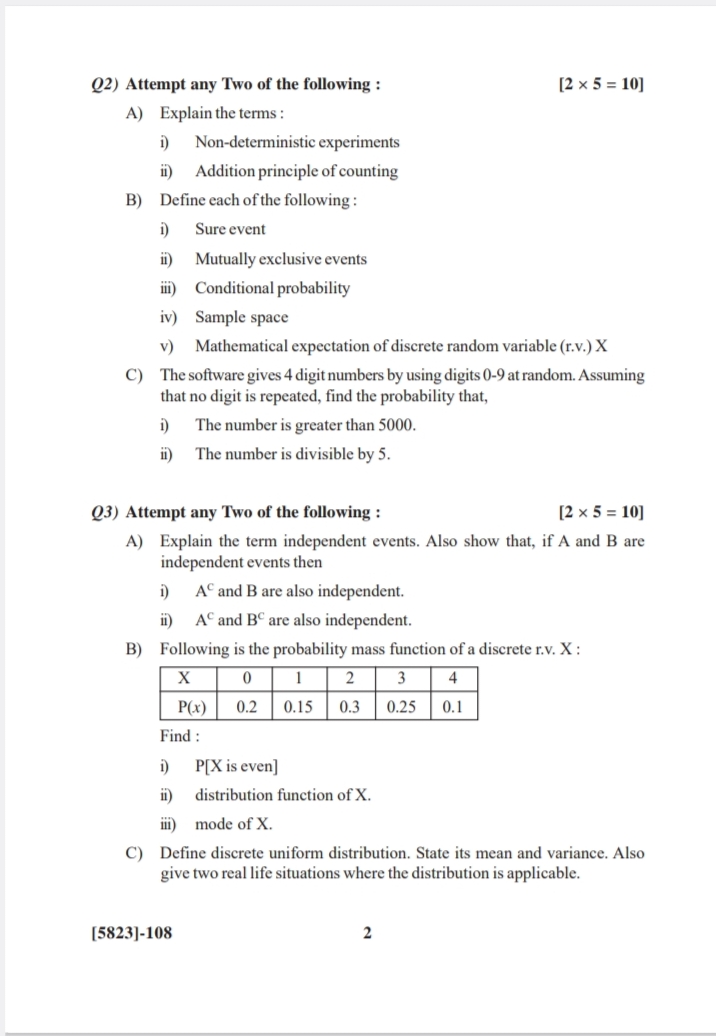 Q2) Attempt any Two of the following : [2 × 5 = 10]
A) Explain the terms :
i) Non-deterministic experiments
ii) Addition principle of counting
B) Define each of the following :
i) Sure event
ii) Mutually exclusive events
iii) Conditional probability
iv) Sample space
v) Mathematical expectation of discrete random variable (r.v.) X
C) The software gives 4 digit numbers by using digits 0-9 at random. Assuming
that no digit is repeated, find the probability that,
i) The number is greater than 5000.
ii) The number is divisible by 5.
Q3) Attempt any Two of the following : [2 × 5 = 10]
A) Explain the term independent events. Also show that, if A and B are
independent events then
i) Aᶜ and B are also independent.
ii) Aᶜ and Bᶜ are also independent.
B) Following is the probability mass function of a discrete r.v. X :
X 0 1 2 3 4
P(x) 0.2 0.15 0.3 0.25 0.1
Find :
i) P[X is even]
ii) distribution function of X.
iii) mode of X.
C) Define discrete uniform distribution. State its mean and variance. Also
give two real life situations where the distribution is applicable.
[5823]-108 2